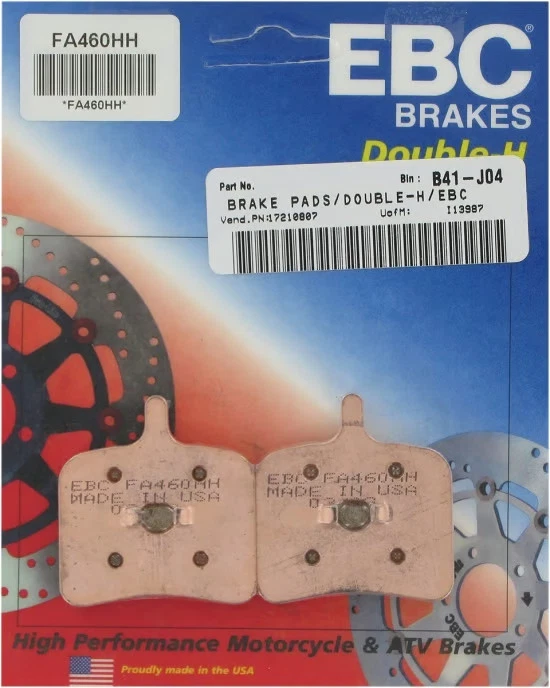 FA460HH
*FA460HH*
EBC
BRAKES
Double-H
Part No. Bin: B41-J04
BRAKE PADS/DOUBLE-H/EBC
Vend.PN:17210807 UofM: I13987
EBC FA460HH
MADE IN USA
EBC FA460HH
MADE IN USA
EBC
High Performance Motorcycle & ATV Brakes
Proudly made in the USA